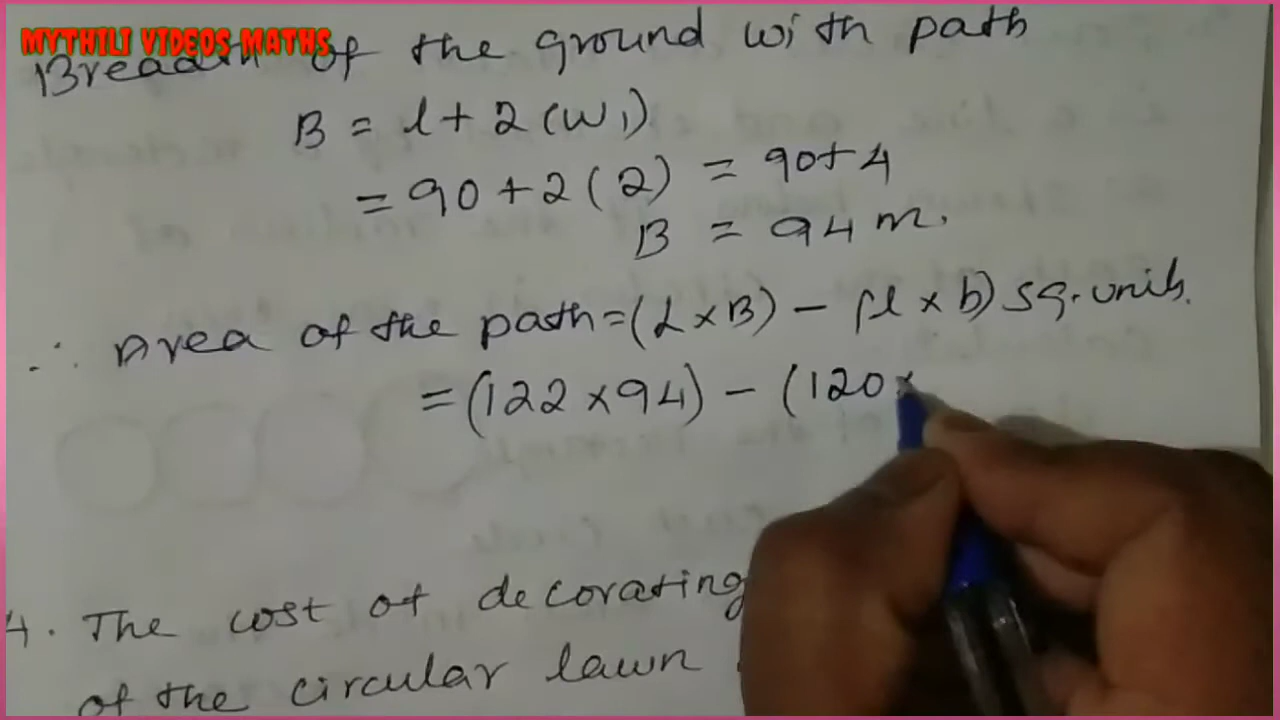 MYTHILI VIDEOS MATHS
Breadth of the ground with path
B = l + 2 (W1)
= 90 + 2 ( 2 ) = 90 + 4
B = 94 m.
∴ Area of the path = (L × B) − (l × b) sq. units.
= (122 × 94) − (120 ×
4. The cost of decorating
of the circular lawn